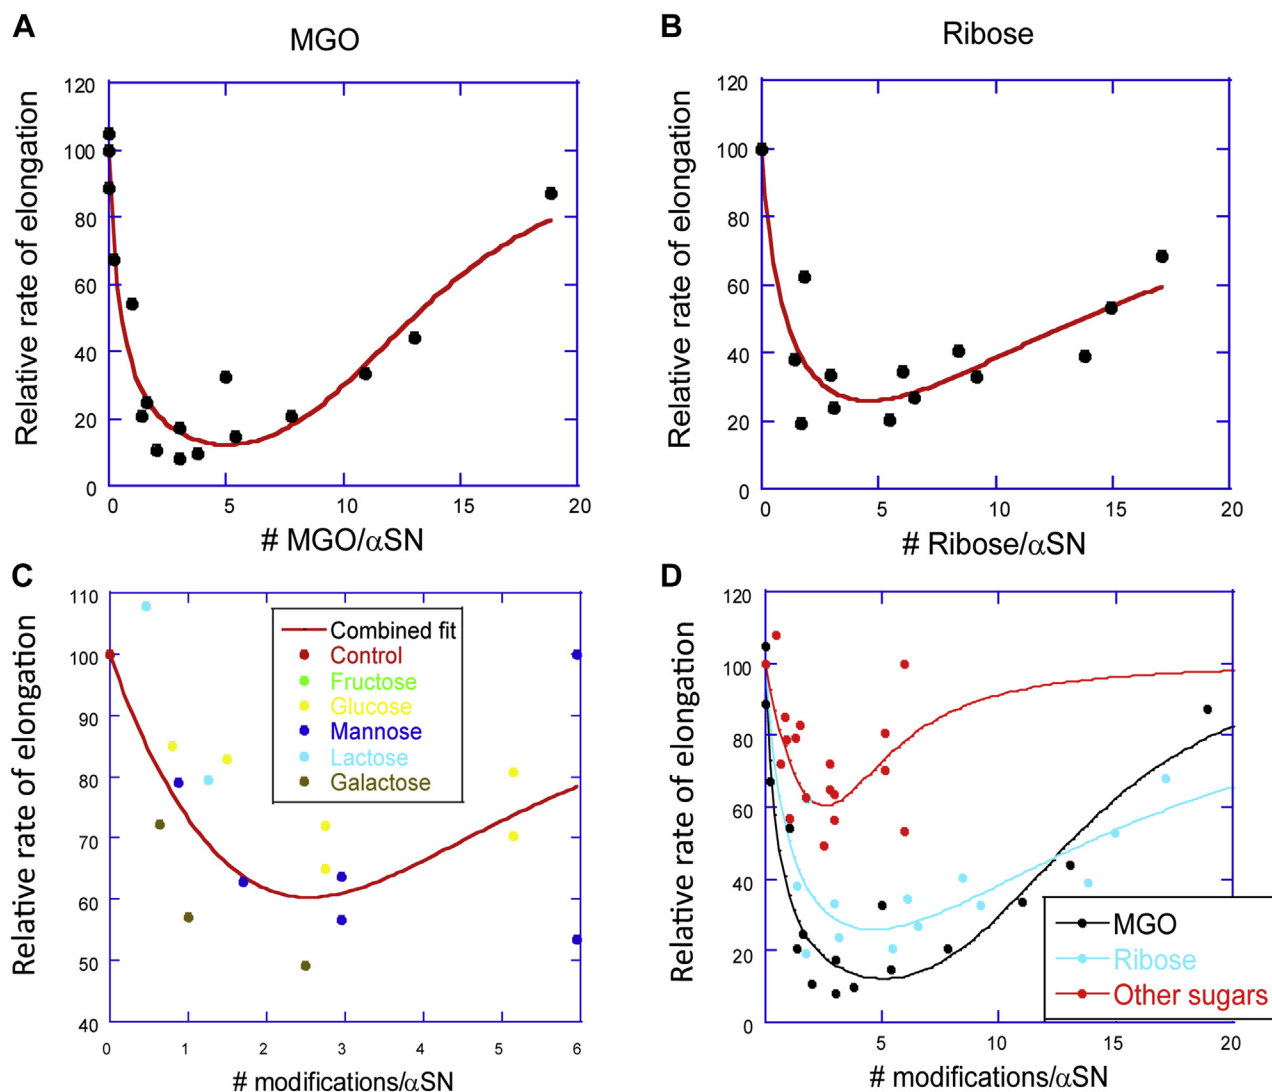 A
MGO
Relative rate of elongation
120
100
80
60
40
20
0
0 5 10 15 20
# MGO/αSN
B
Ribose
Relative rate of elongation
120
100
80
60
40
20
0
0 5 10 15 20
# Ribose/αSN
C
Relative rate of elongation
110
100
90
80
70
60
50
40
0 1 2 3 4 5 6
# modifications/αSN
Combined fit
Control
Fructose
Glucose
Mannose
Lactose
Galactose
D
Relative rate of elongation
120
100
80
60
40
20
0
0 5 10 15 20
# modifications/αSN
MGO
Ribose
Other sugars